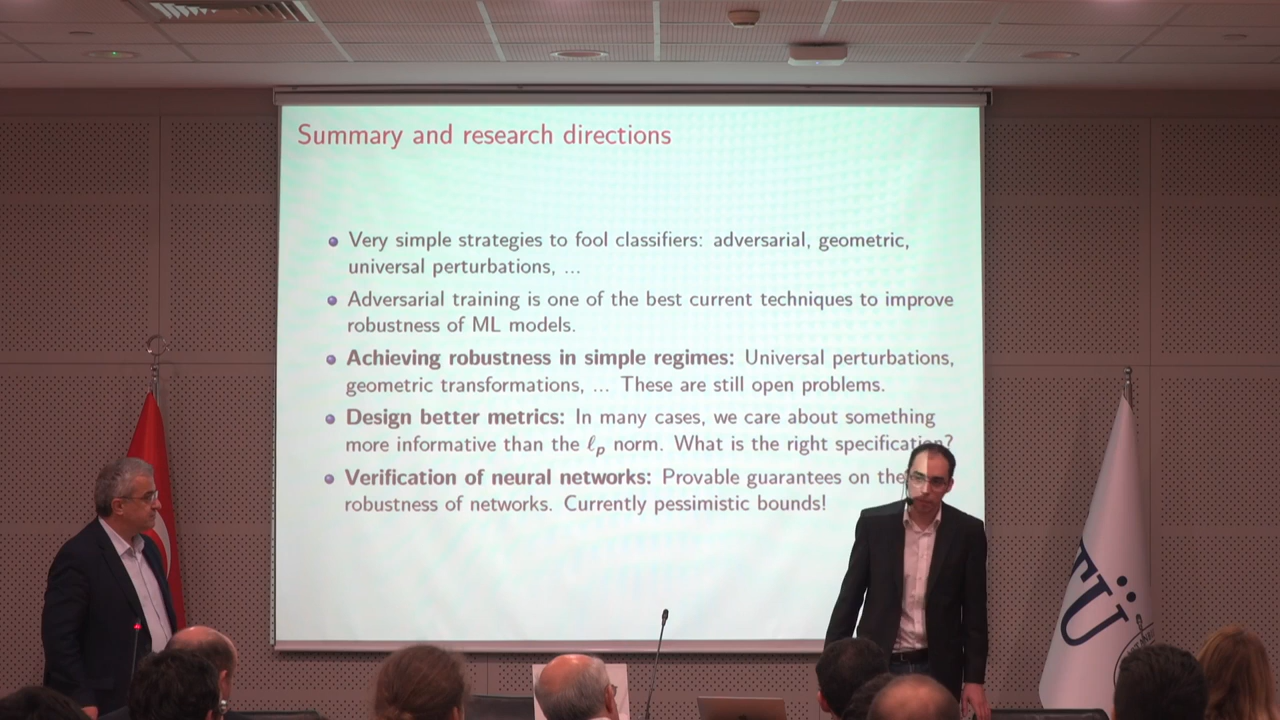 Summary and research directions
Very simple strategies to fool classifiers: adversarial, geometric,
universal perturbations, ...
Adversarial training is one of the best current techniques to improve
robustness of ML models.
Achieving robustness in simple regimes: Universal perturbations,
geometric transformations, ... These are still open problems.
Design better metrics: In many cases, we care about something
more informative than the ℓp norm. What is the right specification?
Verification of neural networks: Provable guarantees on the
robustness of networks. Currently pessimistic bounds!
TÜ